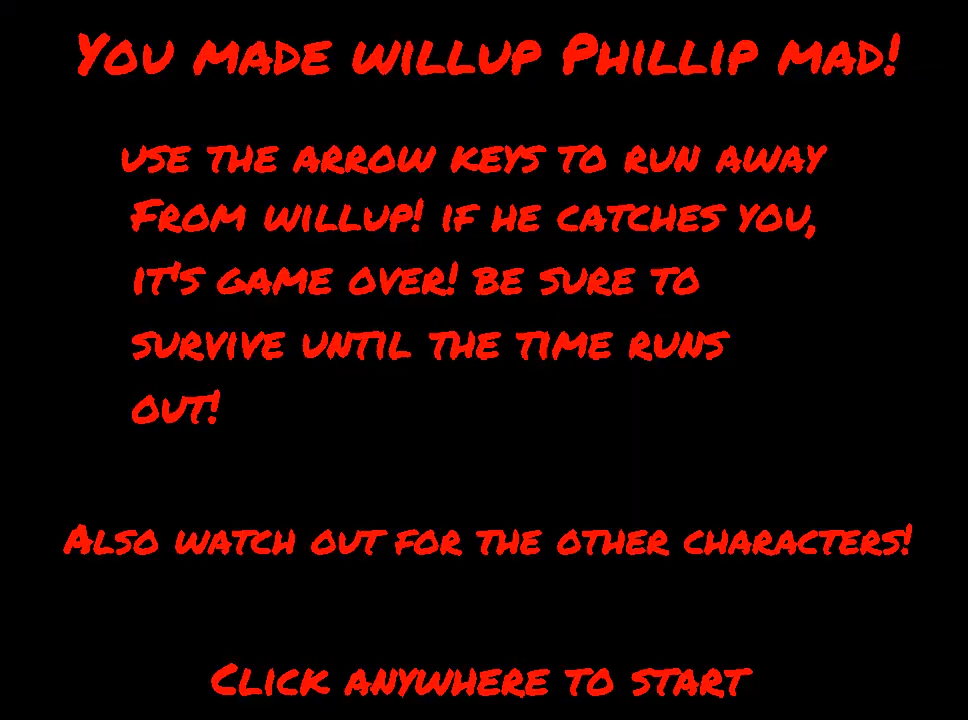 You made willup Phillip mad!
use the arrow keys to run away
From willup! if he catches you,
it's game over! be sure to
survive until the time runs
out!
Also watch out for the other characters!
Click anywhere to start